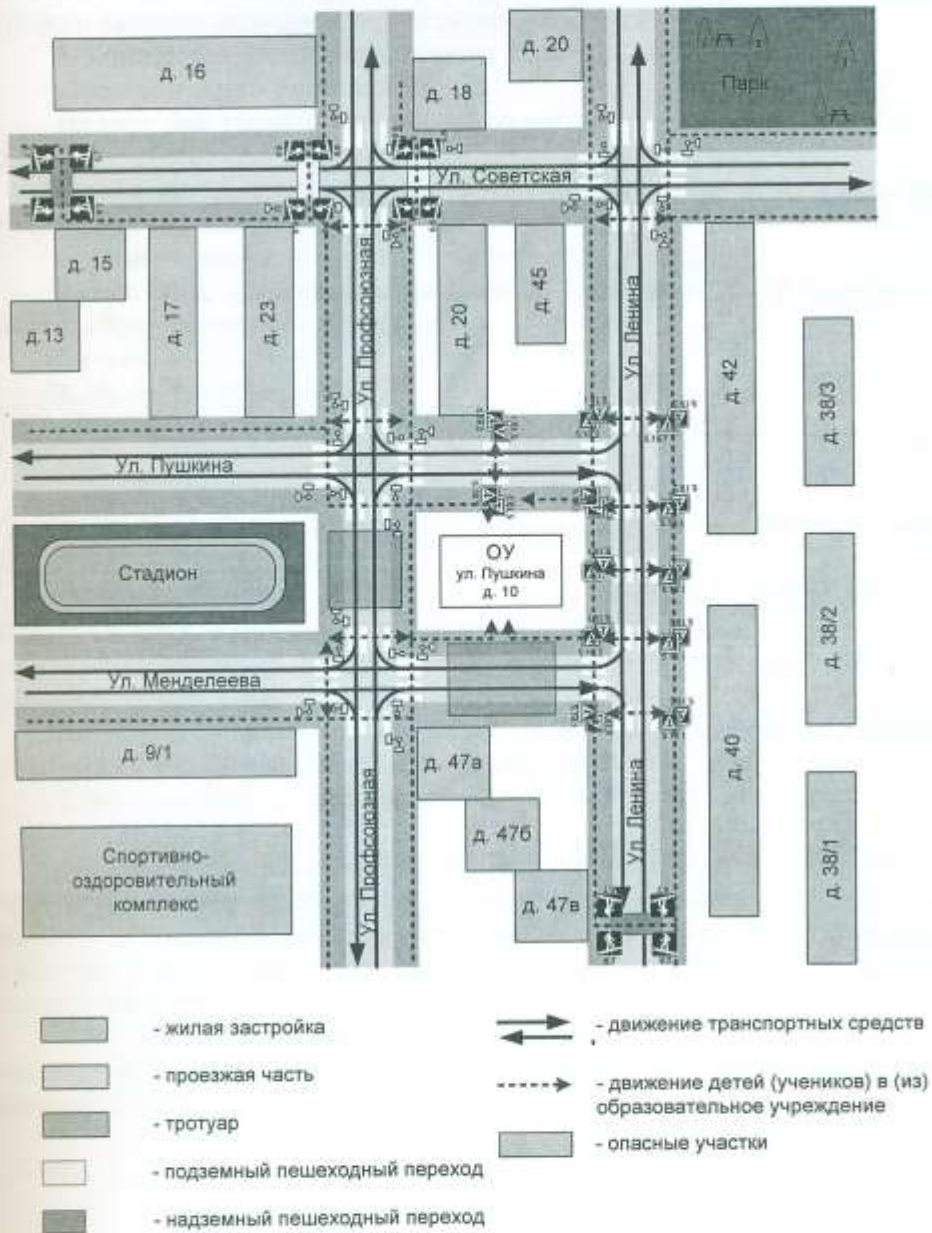 д. 16
д. 18
д. 20
Парк
Ул. Советская
д. 15
д.13
д. 17
д. 23
Ул. Профсоюзная
д. 20
д. 45
Ул. Ленина
д. 42
д. 38/3
Ул. Пушкина
Стадион
ОУ
ул. Пушкина
д. 10
д. 38/2
Ул. Менделеева
д. 9/1
Ул. Профсоюзная
д. 47а
д. 47б
д. 47в
Ул. Ленина
д. 40
д. 38/1
Спортивно-
оздоровительный
комплекс
- жилая застройка
- проезжая часть
- тротуар
- подземный пешеходный переход
- надземный пешеходный переход
- движение транспортных средств
- движение детей (учеников) в (из)
образовательное учреждение
- опасные участки